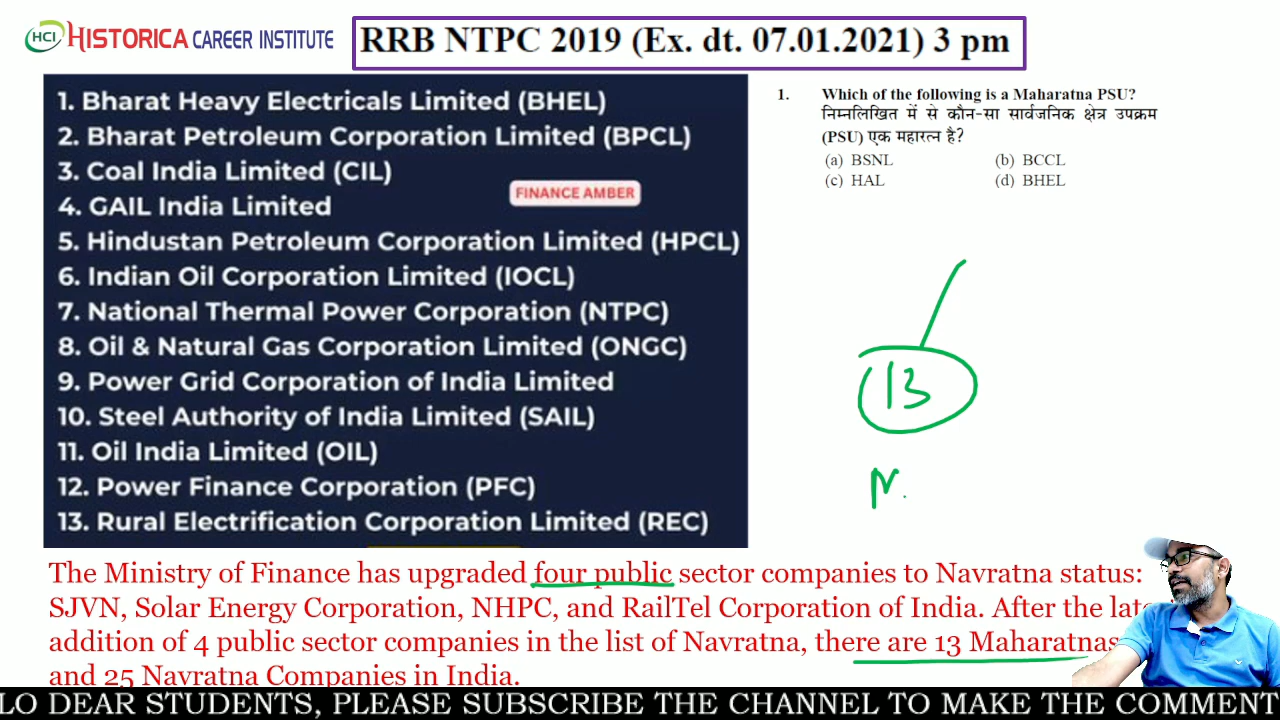 HCI HISTORICA CAREER INSTITUTE
RRB NTPC 2019 (Ex. dt. 07.01.2021) 3 pm
1. Bharat Heavy Electricals Limited (BHEL)
2. Bharat Petroleum Corporation Limited (BPCL)
3. Coal India Limited (CIL)
FINANCE AMBER
4. GAIL India Limited
5. Hindustan Petroleum Corporation Limited (HPCL)
6. Indian Oil Corporation Limited (IOCL)
7. National Thermal Power Corporation (NTPC)
8. Oil & Natural Gas Corporation Limited (ONGC)
9. Power Grid Corporation of India Limited
10. Steel Authority of India Limited (SAIL)
11. Oil India Limited (OIL)
12. Power Finance Corporation (PFC)
13. Rural Electrification Corporation Limited (REC)
1. Which of the following is a Maharatna PSU?
निम्नलिखित में से कौन-सा सार्वजनिक क्षेत्र उपक्रम
(PSU) एक महारत्न है?
(a) BSNL (b) BCCL
(c) HAL (d) BHEL
13
N
The Ministry of Finance has upgraded four public sector companies to Navratna status:
SJVN, Solar Energy Corporation, NHPC, and RailTel Corporation of India. After the
addition of 4 public sector companies in the list of Navratna, there are 13 Maharatnas
and 25 Navratna Companies in India.
LO DEAR STUDENTS, PLEASE SUBSCRIBE THE CHANNEL TO MAKE THE COMMENT